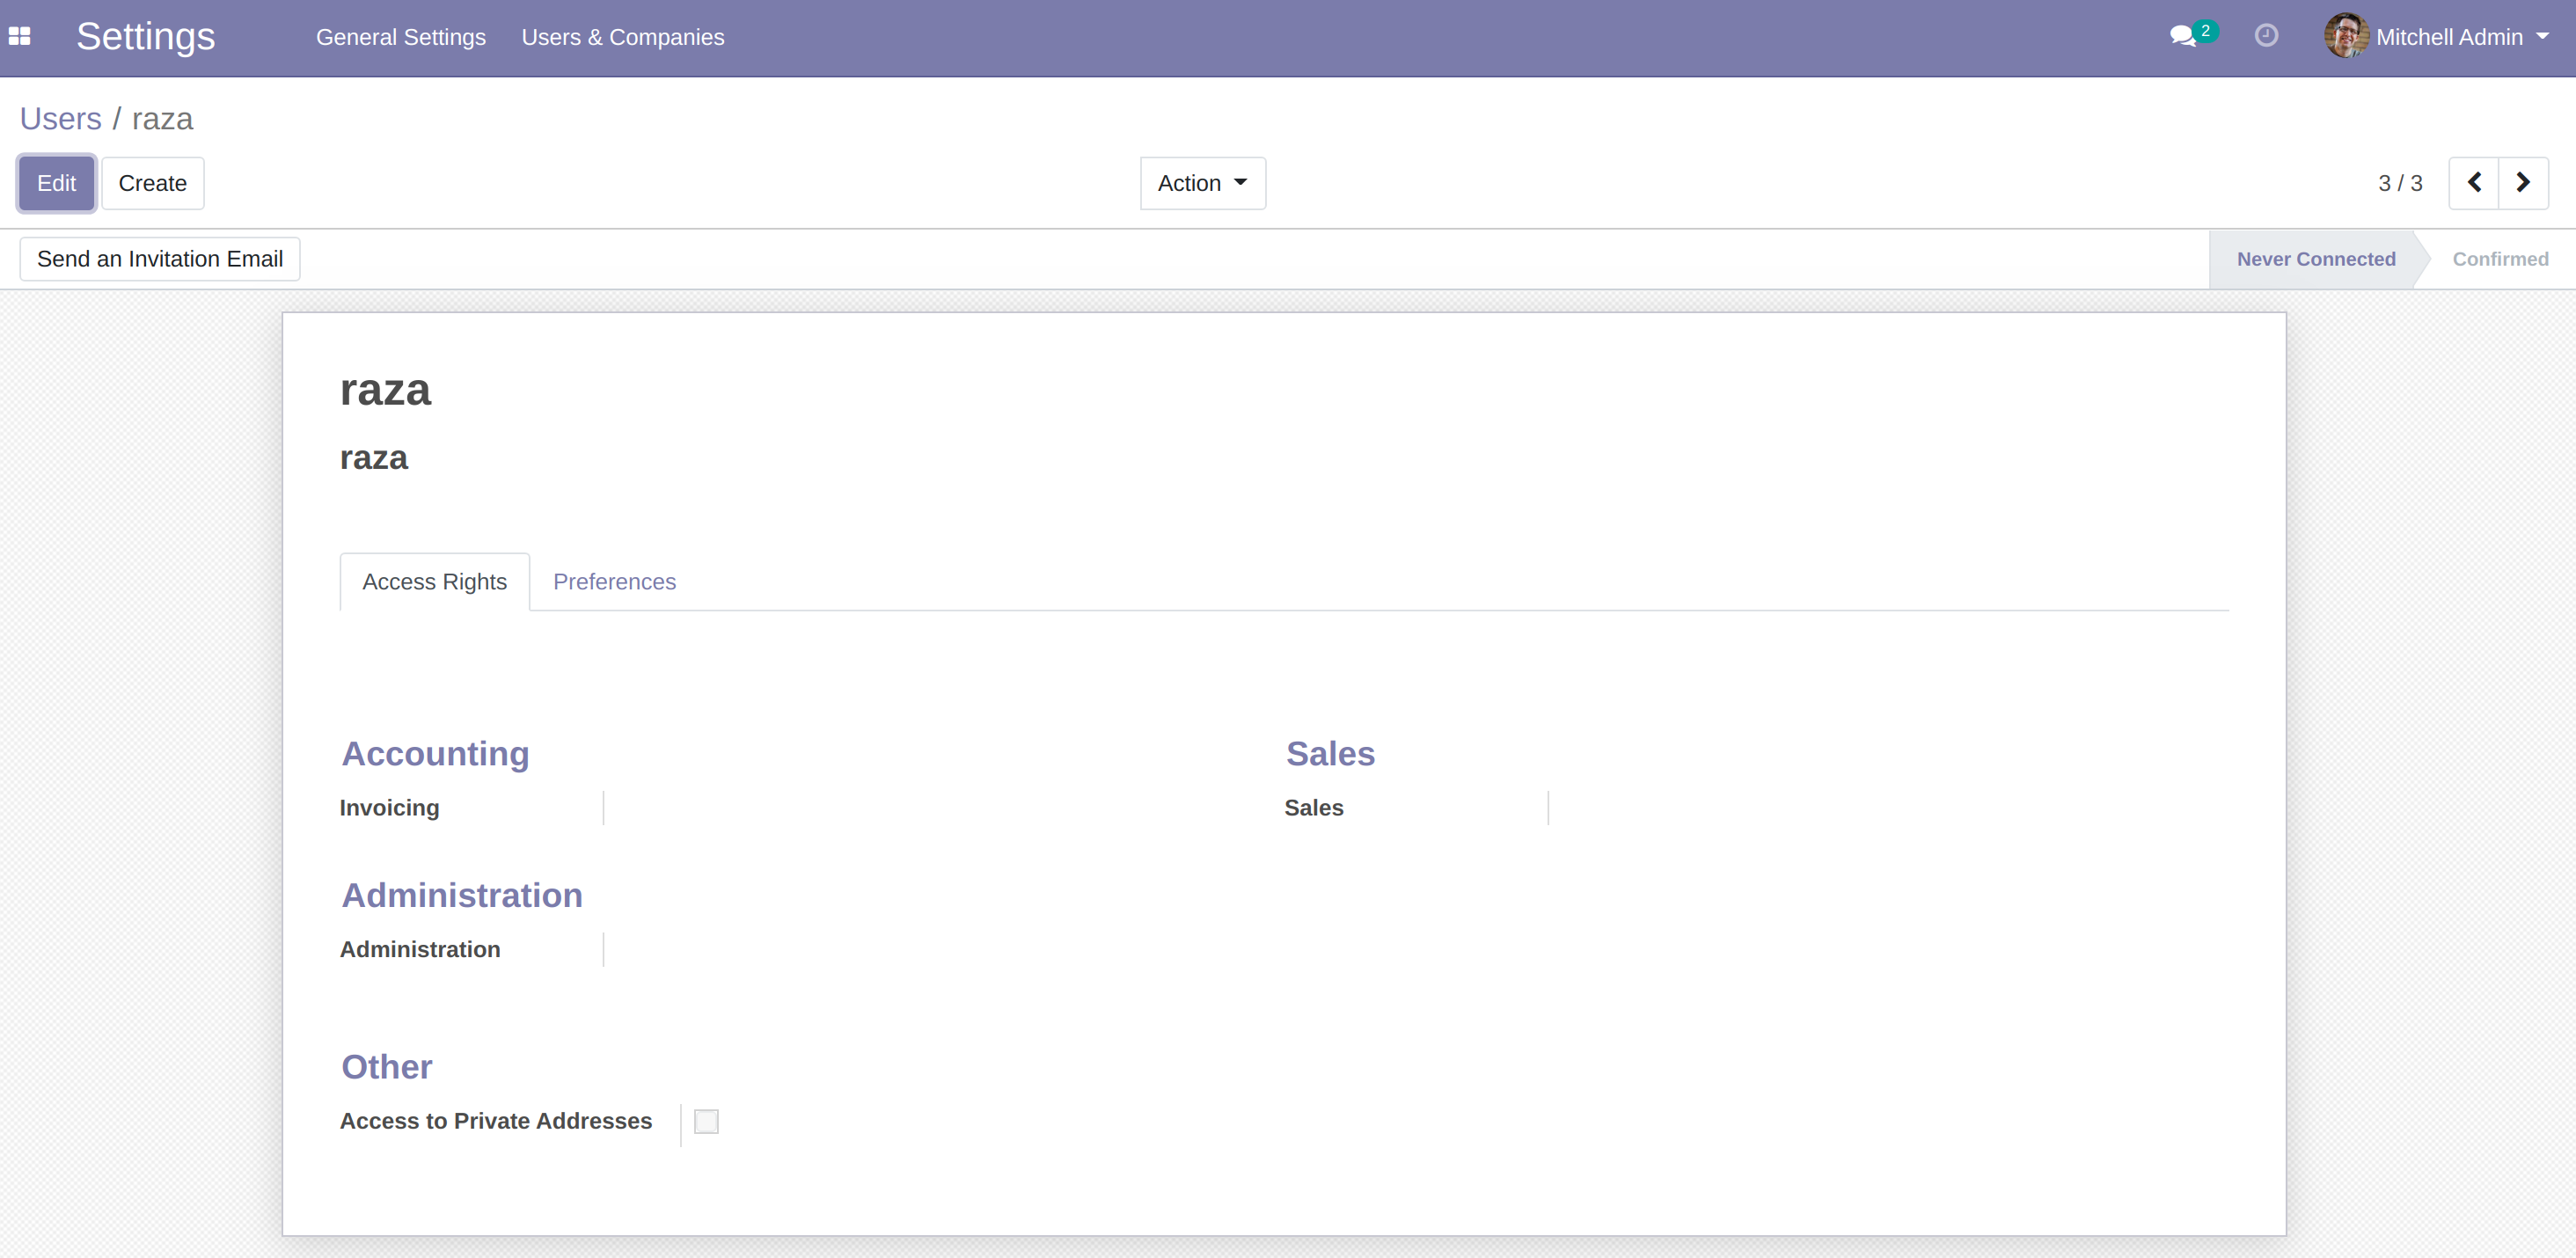 Settings General Settings Users & Companies 2 Mitchell Admin
Users / raza
Edit Create Action 3 / 3
Send an Invitation Email Never Connected Confirmed
raza
raza
Access Rights Preferences
Accounting Sales
Invoicing Sales
Administration
Administration
Other
Access to Private Addresses